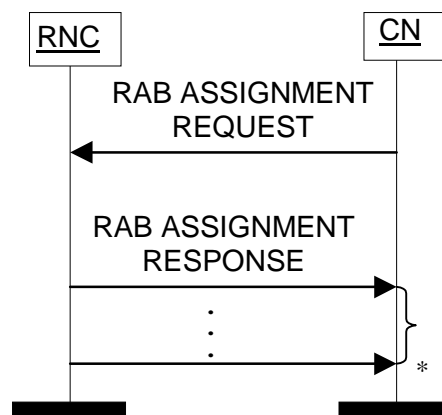 RNC
CN
RAB ASSIGNMENT
REQUEST
RAB ASSIGNMENT
RESPONSE
*